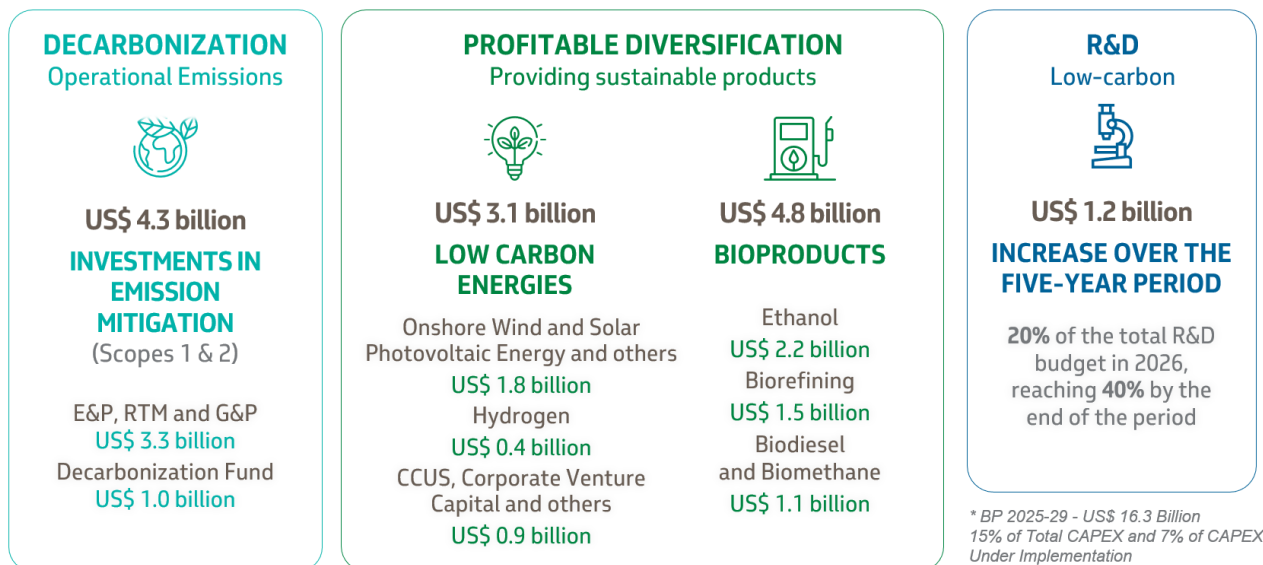 DECARBONIZATION
Operational Emissions
US$ 4.3 billion
INVESTMENTS IN
EMISSION
MITIGATION
(Scopes 1 & 2)
E&P, RTM and G&P
US$ 3.3 billion
Decarbonization Fund
US$ 1.0 billion
PROFITABLE DIVERSIFICATION
Providing sustainable products
US$ 3.1 billion
LOW CARBON
ENERGIES
Onshore Wind and Solar
Photovoltaic Energy and others
US$ 1.8 billion
Hydrogen
US$ 0.4 billion
CCUS, Corporate Venture
Capital and others
US$ 0.9 billion
US$ 4.8 billion
BIOPRODUCTS
Ethanol
US$ 2.2 billion
Biorefining
US$ 1.5 billion
Biodiesel
and Biomethane
US$ 1.1 billion
R&D
Low-carbon
US$ 1.2 billion
INCREASE OVER THE
FIVE-YEAR PERIOD
20% of the total R&D
budget in 2026,
reaching 40% by the
end of the period
* BP 2025-29 - US$ 16.3 Billion
15% of Total CAPEX and 7% of CAPEX
Under Implementation